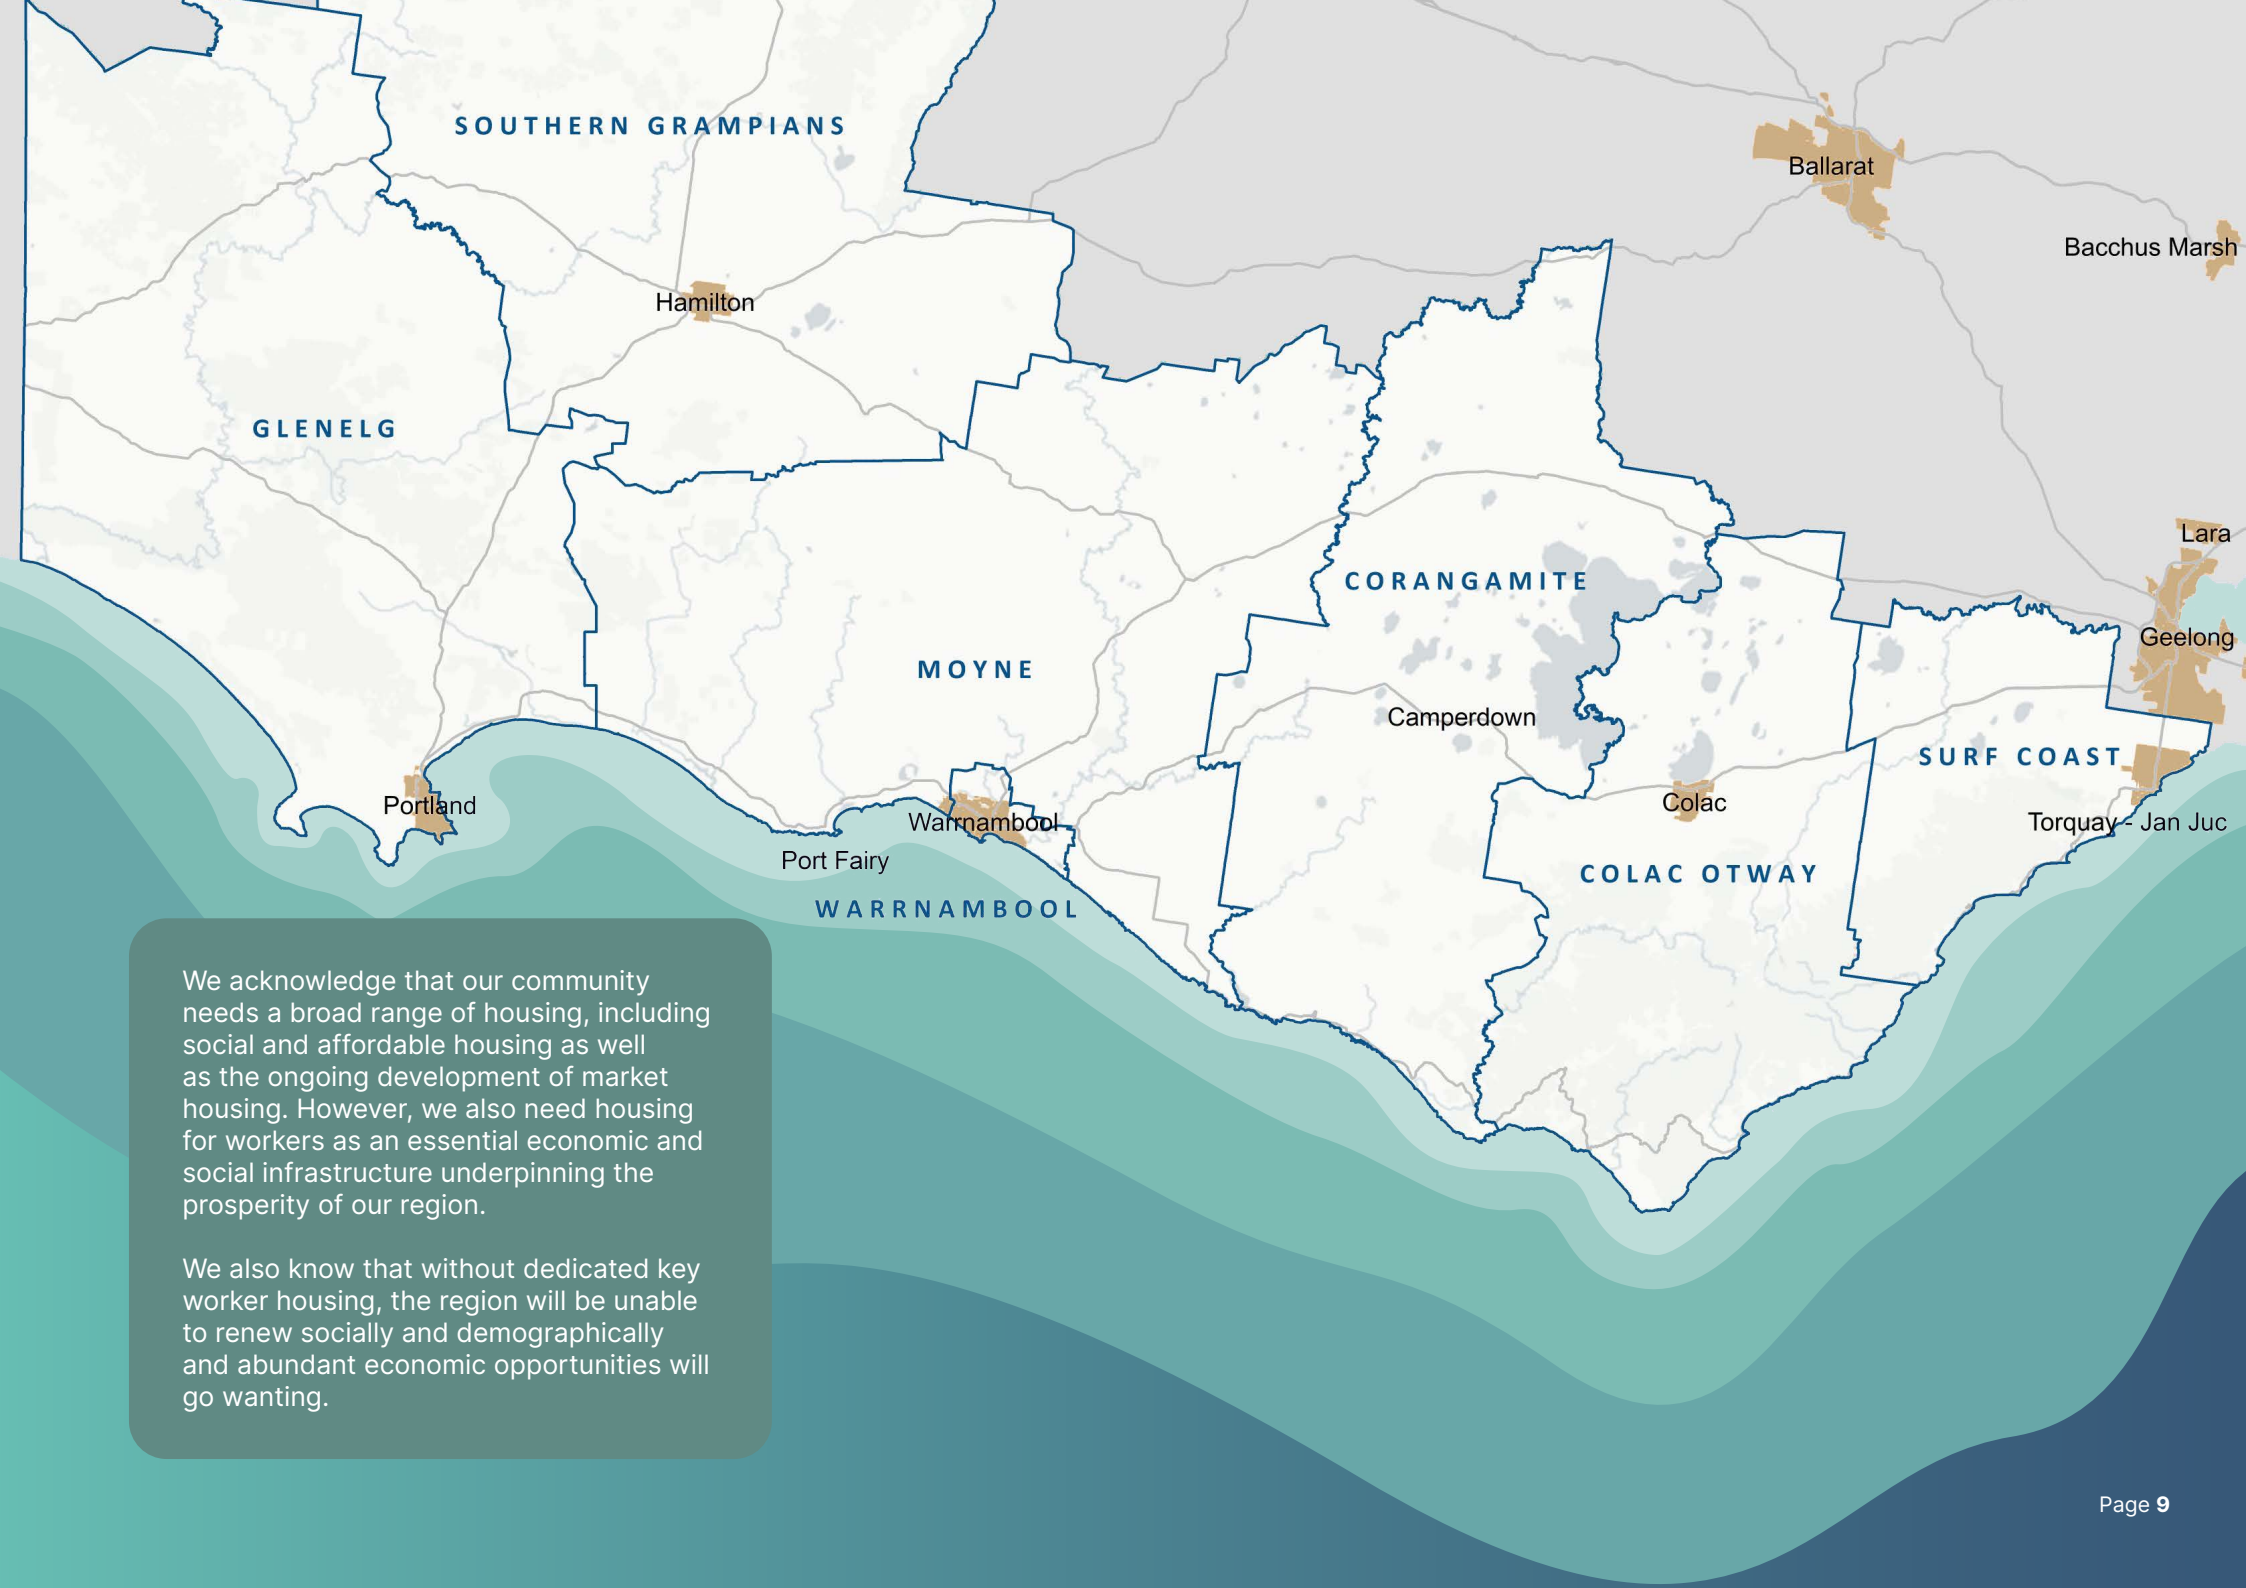 SOUTHERN GRAMPIANS
Ballarat
Bacchus Marsh
Hamilton
GLENELG
Lara
CORANGAMITE
Geelong
MOYNE
Camperdown
SURF COAST
Portland
Colac
Warrnambool
Torquay - Jan Juc
Port Fairy
COLAC OTWAY
WARRNAMBOOL
We acknowledge that our community
needs a broad range of housing, including
social and affordable housing as well
as the ongoing development of market
housing. However, we also need housing
for workers as an essential economic and
social infrastructure underpinning the
prosperity of our region.
We also know that without dedicated key
worker housing, the region will be unable
to renew socially and demographically
and abundant economic opportunities will
go wanting.
Page 9